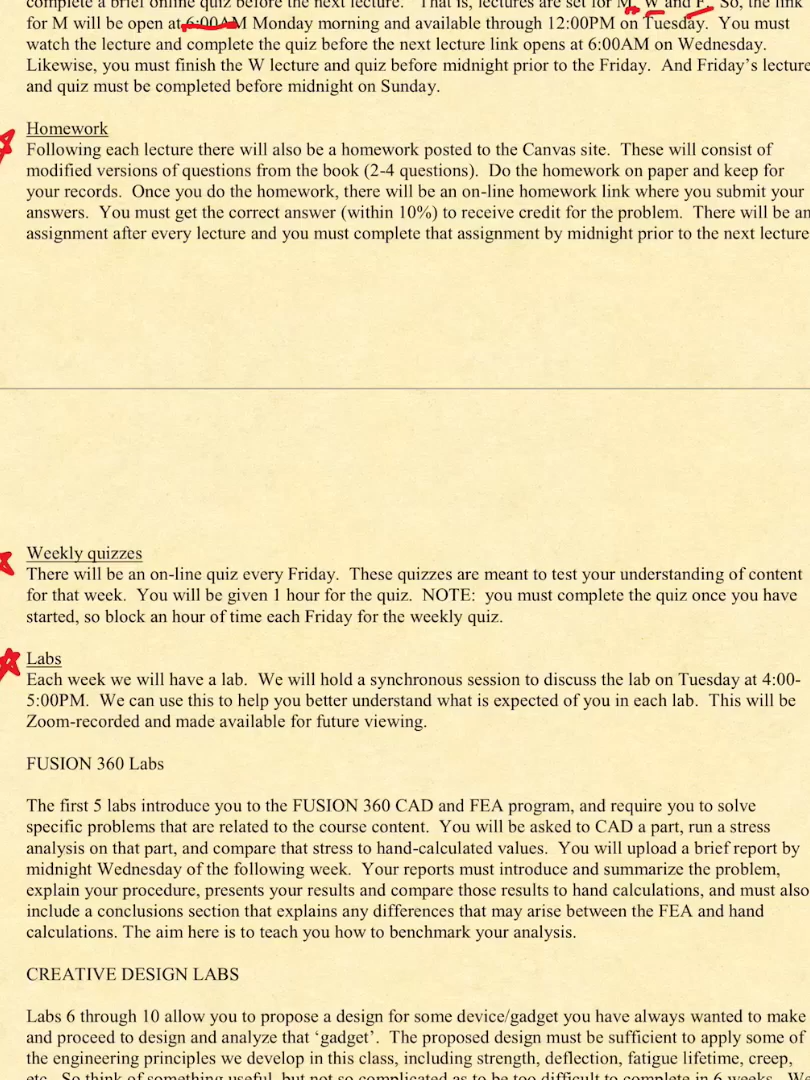 complete a brief online quiz before the next lecture. That is, lectures are set for M, W and F. So, the link
for M will be open at 6:00AM Monday morning and available through 12:00PM on Tuesday. You must
watch the lecture and complete the quiz before the next lecture link opens at 6:00AM on Wednesday.
Likewise, you must finish the W lecture and quiz before midnight prior to the Friday. And Friday's lecture
and quiz must be completed before midnight on Sunday.
Homework
Following each lecture there will also be a homework posted to the Canvas site. These will consist of
modified versions of questions from the book (2-4 questions). Do the homework on paper and keep for
your records. Once you do the homework, there will be an on-line homework link where you submit your
answers. You must get the correct answer (within 10%) to receive credit for the problem. There will be an
assignment after every lecture and you must complete that assignment by midnight prior to the next lecture
Weekly quizzes
There will be an on-line quiz every Friday. These quizzes are meant to test your understanding of content
for that week. You will be given 1 hour for the quiz. NOTE: you must complete the quiz once you have
started, so block an hour of time each Friday for the weekly quiz.
Labs
Each week we will have a lab. We will hold a synchronous session to discuss the lab on Tuesday at 4:00-
5:00PM. We can use this to help you better understand what is expected of you in each lab. This will be
Zoom-recorded and made available for future viewing.
FUSION 360 Labs
The first 5 labs introduce you to the FUSION 360 CAD and FEA program, and require you to solve
specific problems that are related to the course content. You will be asked to CAD a part, run a stress
analysis on that part, and compare that stress to hand-calculated values. You will upload a brief report by
midnight Wednesday of the following week. Your reports must introduce and summarize the problem,
explain your procedure, presents your results and compare those results to hand calculations, and must also
include a conclusions section that explains any differences that may arise between the FEA and hand
calculations. The aim here is to teach you how to benchmark your analysis.
CREATIVE DESIGN LABS
Labs 6 through 10 allow you to propose a design for some device/gadget you have always wanted to make
and proceed to design and analyze that 'gadget'. The proposed design must be sufficient to apply some of
the engineering principles we develop in this class, including strength, deflection, fatigue lifetime, creep,
etc. So think of something useful, but not so complicated as to be too difficult to complete in 6 weeks. We